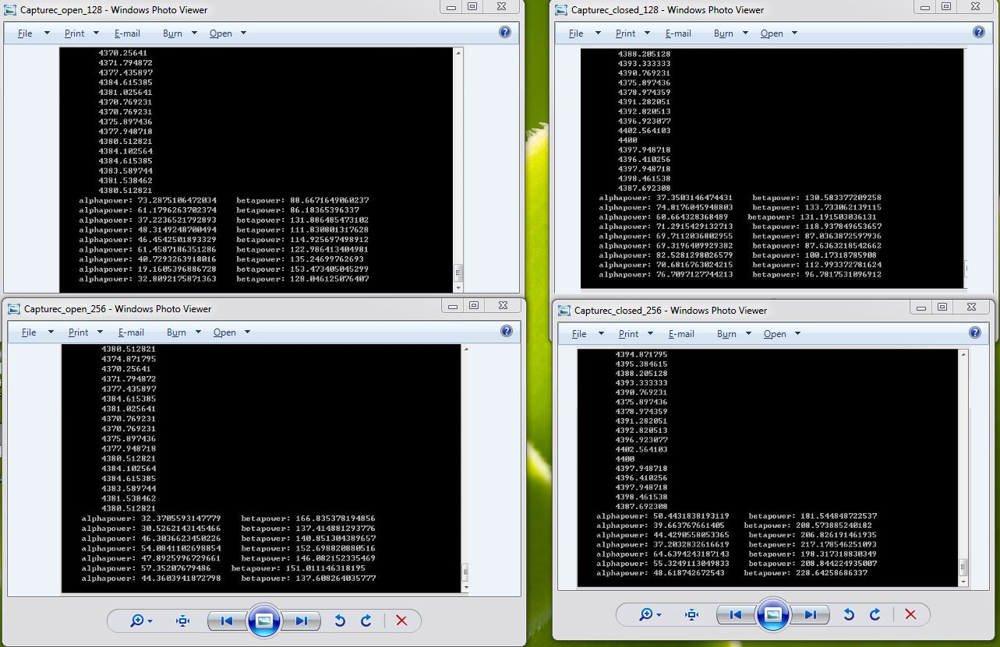 Capturec_open_128 - Windows Photo Viewer
File Print E-mail Burn Open
4370.25641
4371.794872
4377.435897
4384.615385
4381.025641
4370.769231
4370.769231
4375.897436
4377.948718
4380.512821
4384.102564
4384.615385
4383.589744
4381.538462
4380.512821
alphapower: 73.2875106472034 betapower: 88.6671649060237
alphapower: 61.1796263702374 betapower: 86.18365396337
alphapower: 37.2236521792893 betapower: 131.886485473102
alphapower: 48.3149248700494 betapower: 111.830801317628
alphapower: 46.4542501893329 betapower: 114.925697498912
alphapower: 61.4587186351286 betapower: 122.986413404981
alphapower: 40.7293263918016 betapower: 135.24699762693
alphapower: 19.1605396886728 betapower: 153.473405045299
alphapower: 32.8092175871363 betapower: 128.046125076407
Capturec_closed_128 - Windows Photo Viewer
File Print E-mail Burn Open
4388.205128
4393.333333
4390.769231
4375.897436
4378.974359
4391.282051
4392.820513
4396.923077
4402.564103
4400
4397.948718
4396.410256
4397.948718
4398.461538
4387.692308
alphapower: 37.3503146474431 betapower: 130.583377209258
alphapower: 74.8176045948803 betapower: 133.733062139115
alphapower: 60.664328368489 betapower: 131.191503036131
alphapower: 71.2915429132713 betapower: 118.937849653657
alphapower: 69.7112036802955 betapower: 87.0363872597936
alphapower: 69.3196409929382 betapower: 87.6363218542662
alphapower: 82.5281298026579 betapower: 100.17318785908
alphapower: 70.6816763024215 betapower: 112.993372781624
alphapower: 76.7097127744213 betapower: 96.7817531096912
Capturec_open_256 - Windows Photo Viewer
File Print E-mail Burn Open
4380.512821
4374.871795
4370.25641
4371.794872
4377.435897
4384.615385
4381.025641
4370.769231
4370.769231
4375.897436
4377.948718
4380.512821
4384.102564
4384.615385
4383.589744
4381.538462
4380.512821
alphapower: 32.3705593147779 betapower: 166.835378194856
alphapower: 30.5262143145466 betapower: 137.414881293776
alphapower: 46.3036623450226 betapower: 140.851304389657
alphapower: 54.0841102698854 betapower: 152.698820880516
alphapower: 47.8925996729661 betapower: 146.082152335469
alphapower: 57.35207679486 betapower: 151.011146318195
alphapower: 44.3603941872798 betapower: 137.608264035777
Capturec_closed_256 - Windows Photo Viewer
File Print E-mail Burn Open
4394.871795
4395.384615
4388.205128
4393.333333
4390.769231
4375.897436
4378.974359
4391.282051
4392.820513
4396.923077
4402.564103
4400
4397.948718
4396.410256
4397.948718
4398.461538
4387.692308
alphapower: 50.4431838193119 betapower: 181.544848722537
alphapower: 39.663767661405 betapower: 208.573885240182
alphapower: 44.4290558053365 betapower: 206.826191461935
alphapower: 37.2032832616619 betapower: 217.178546251093
alphapower: 64.6394243187143 betapower: 198.317318830349
alphapower: 55.3249113049833 betapower: 208.844224935007
alphapower: 48.618742672543 betapower: 228.64258686337